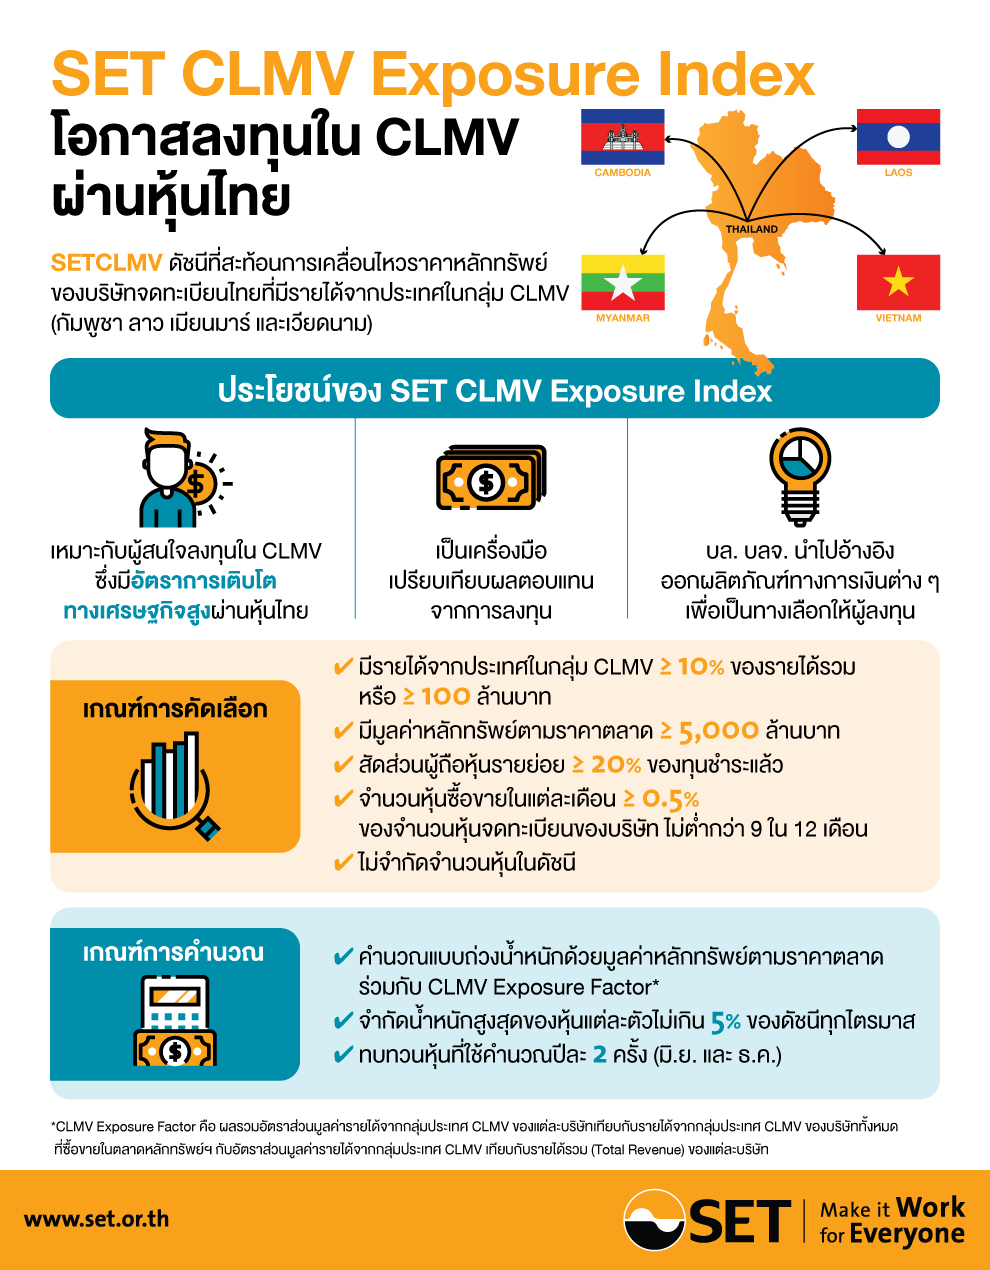 SET CLMV Exposure Index
โอกาสลงทุนใน CLMV
ผ่านหุ้นไทย
SETCLMV ดัชนีที่สะท้อนการเคลื่อนไหวราคาหลักทรัพย์
ของบริษัทจดทะเบียนไทยที่มีรายได้จากประเทศในกลุ่ม CLMV
(กัมพูชา ลาว เมียนมาร์ และเวียดนาม)
CAMBODIA
LAOS
THAILAND
MYANMAR
VIETNAM
ประโยชน์ของ SET CLMV Exposure Index
เหมาะกับผู้สนใจลงทุนใน CLMV
ซึ่งมีอัตราการเติบโต
ทางเศรษฐกิจสูงผ่านหุ้นไทย
เป็นเครื่องมือ
เปรียบเทียบผลตอบแทน
จากการลงทุน
บล. บลจ. นำไปอ้างอิง
ออกผลิตภัณฑ์ทางการเงินต่าง ๆ
เพื่อเป็นทางเลือกให้ผู้ลงทุน
เกณฑ์การคัดเลือก
✔ มีรายได้จากประเทศในกลุ่ม CLMV ≥ 10% ของรายได้รวม
หรือ ≥ 100 ล้านบาท
✔ มีมูลค่าหลักทรัพย์ตามราคาตลาด ≥ 5,000 ล้านบาท
✔ สัดส่วนผู้ถือหุ้นรายย่อย ≥ 20% ของทุนชำระแล้ว
✔ จำนวนหุ้นซื้อขายในแต่ละเดือน ≥ 0.5%
ของจำนวนหุ้นจดทะเบียนของบริษัท ไม่ต่ำกว่า 9 ใน 12 เดือน
✔ ไม่จำกัดจำนวนหุ้นในดัชนี
เกณฑ์การคำนวณ
✔ คำนวณแบบถ่วงน้ำหนักด้วยมูลค่าหลักทรัพย์ตามราคาตลาด
ร่วมกับ CLMV Exposure Factor*
✔ จำกัดน้ำหนักสูงสุดของหุ้นแต่ละตัวไม่เกิน 5% ของดัชนีทุกไตรมาส
✔ ทบทวนหุ้นที่ใช้คำนวณปีละ 2 ครั้ง (มิ.ย. และ ธ.ค.)
*CLMV Exposure Factor คือ ผลรวมอัตราส่วนมูลค่ารายได้จากกลุ่มประเทศ CLMV ของแต่ละบริษัทเทียบกับรายได้จากกลุ่มประเทศ CLMV ของบริษัททั้งหมด
ที่ซื้อขายในตลาดหลักทรัพย์ฯ กับอัตราส่วนมูลค่ารายได้จากกลุ่มประเทศ CLMV เทียบกับรายได้รวม (Total Revenue) ของแต่ละบริษัท
www.set.or.th
SET
Make it Work
for Everyone